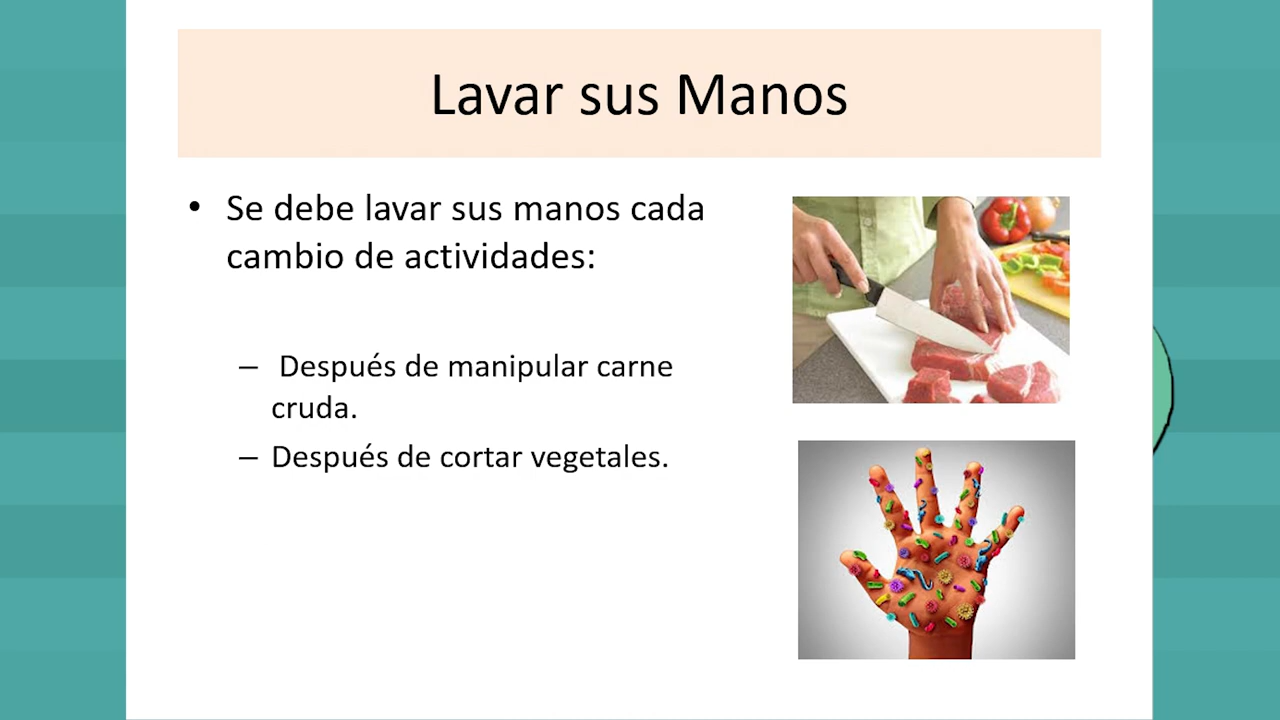 Lavar sus Manos
• Se debe lavar sus manos cada
cambio de actividades:
– Después de manipular carne
cruda.
– Después de cortar vegetales.